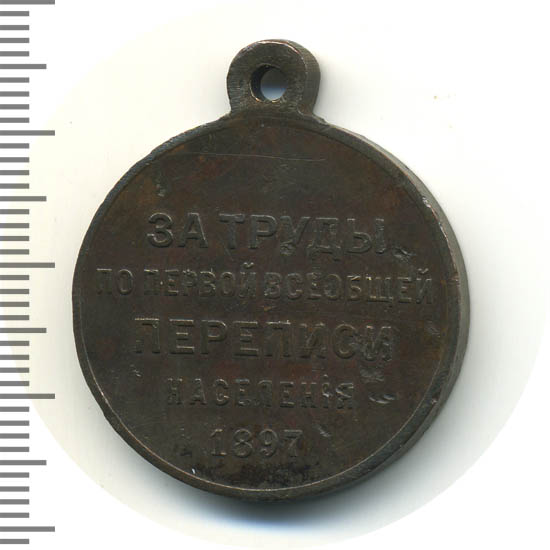 ЗА ТРУДЫ
ПО ПЕРВОЙ ВСЕОБЩЕЙ
ПЕРЕПИСИ
НАСЕЛЕНІЯ
1897